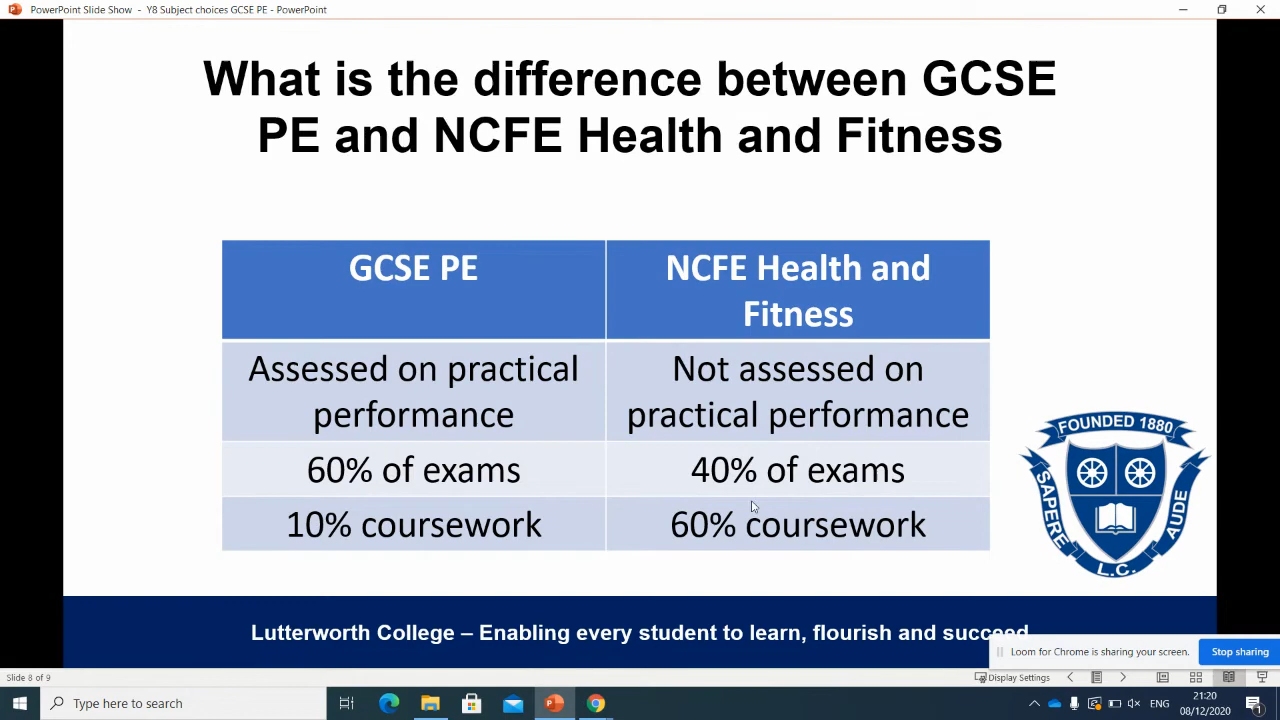 PowerPoint Slide Show - Y8 Subject choices GCSE PE - PowerPoint
What is the difference between GCSE
PE and NCFE Health and Fitness
GCSE PE
NCFE Health and
Fitness
Assessed on practical
performance
Not assessed on
practical performance
60% of exams
40% of exams
10% coursework
60% coursework
FOUNDED 1880
SAPERE
AUDE
L.C.
Lutterworth College – Enabling every student to learn, flourish and succeed
Loom for Chrome is sharing your screen.
Stop sharing
Slide 8 of 9
Display Settings
Type here to search
ENG
21:20
08/12/2020
1